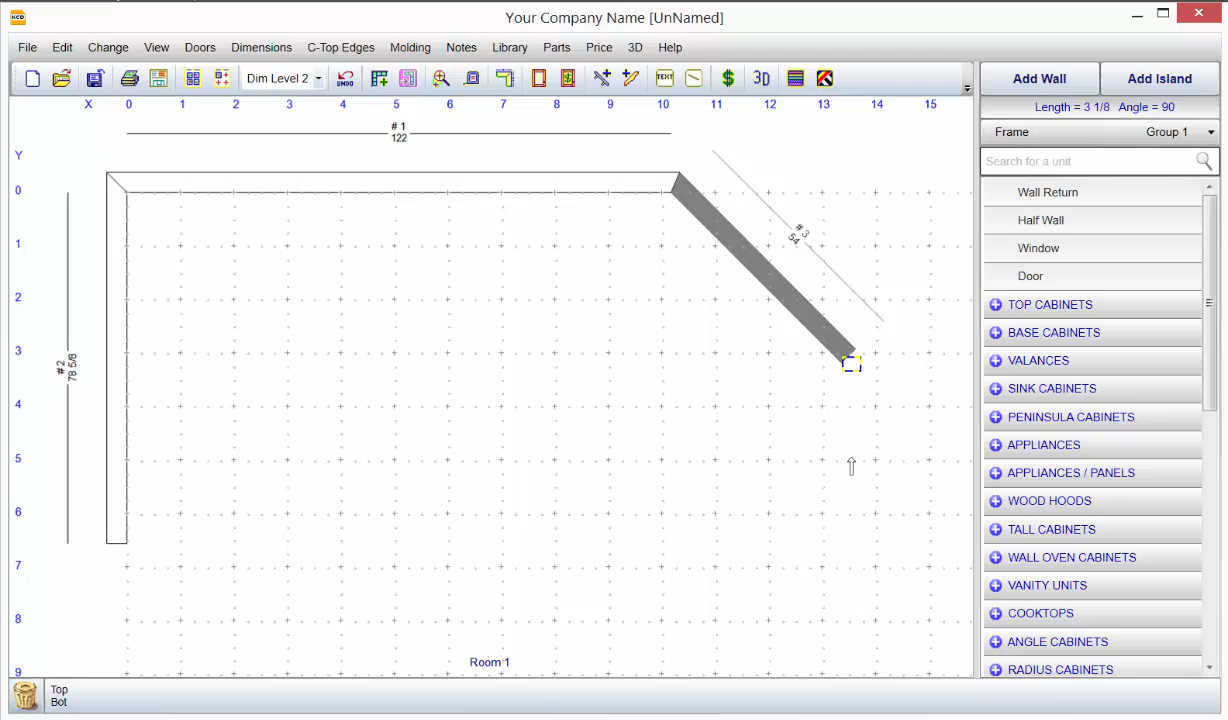 KCD
Your Company Name [UnNamed]
File Edit Change View Doors Dimensions C-Top Edges Molding Notes Library Parts Price 3D Help
Dim Level 2 UNDO TEXT $ 3D
Add Wall Add Island
X 0 1 2 3 4 5 6 7 8 9 10 11 12 13 14 15
Length = 3 1/8 Angle = 90
Frame Group 1
Search for a unit
Wall Return
Half Wall
Window
Door
TOP CABINETS
BASE CABINETS
VALANCES
SINK CABINETS
PENINSULA CABINETS
APPLIANCES
APPLIANCES / PANELS
WOOD HOODS
TALL CABINETS
WALL OVEN CABINETS
VANITY UNITS
COOKTOPS
ANGLE CABINETS
RADIUS CABINETS
# 1
122
Y
0
1
2
3
4
5
6
7
8
9
# 2
78 5/8
# 3
54
Room 1
Top
Bot